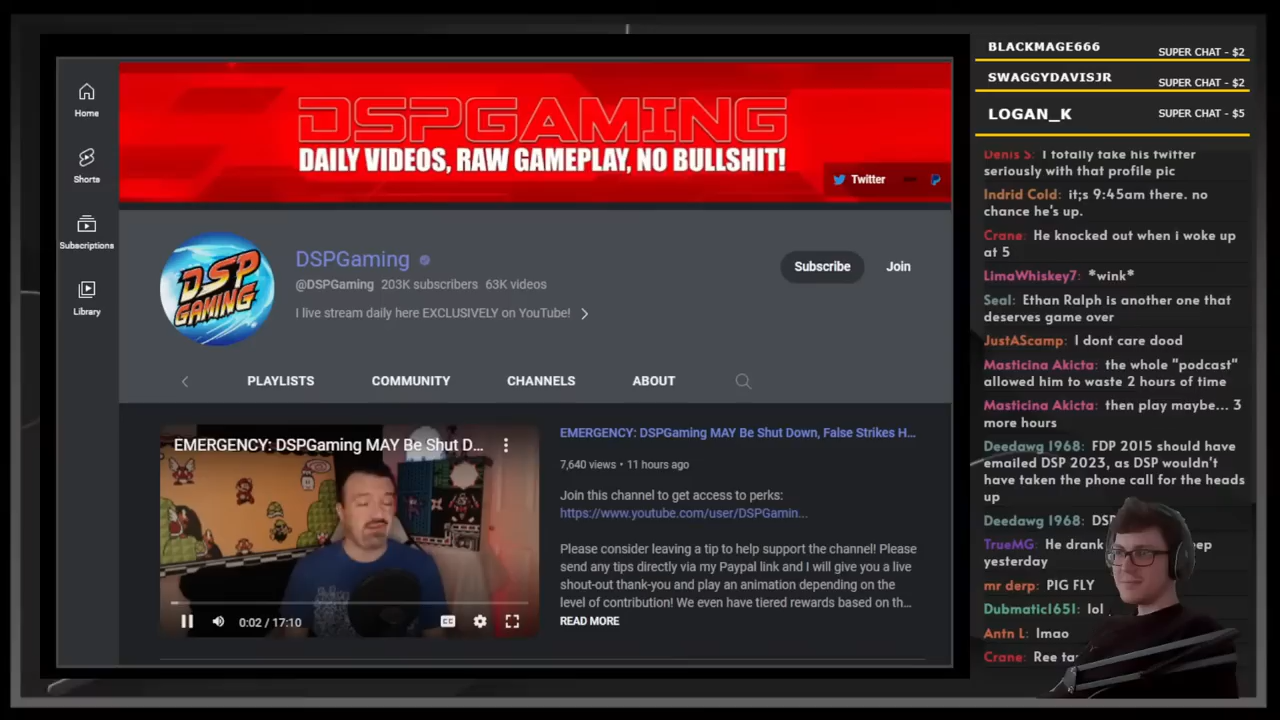 Home
Shorts
Subscriptions
Library
DSPGAMING
DAILY VIDEOS, RAW GAMEPLAY, NO BULLSHIT!
Twitter
DSP
GAMING
DSPGaming
@DSPGaming 203K subscribers 63K videos
I live stream daily here EXCLUSIVELY on YouTube!
Subscribe
Join
PLAYLISTS
COMMUNITY
CHANNELS
ABOUT
EMERGENCY: DSPGaming MAY Be Shut D...
0:02 / 17:10
CC
EMERGENCY: DSPGaming MAY Be Shut Down, False Strikes H...
7,640 views • 11 hours ago
Join this channel to get access to perks:
https://www.youtube.com/user/DSPGamin...
Please consider leaving a tip to help support the channel! Please
send any tips directly via my Paypal link and I will give you a live
shout-out thank-you and play an animation depending on the
level of contribution! We even have tiered rewards based on th...
READ MORE
BLACKMAGE666 SUPER CHAT - $2
SWAGGYDAVISJR SUPER CHAT - $2
LOGAN_K SUPER CHAT - $5
Denis S: I totally take his twitter
seriously with that profile pic
Indrid Cold: it;s 9:45am there. no
chance he's up.
Crane: He knocked out when i woke up
at 5
LimaWhiskey7: *wink*
Seal: Ethan Ralph is another one that
deserves game over
JustAScamp: I dont care dood
Masticina Akicta: the whole "podcast"
allowed him to waste 2 hours of time
Masticina Akicta: then play maybe... 3
more hours
Deedawg 1968: FDP 2015 should have
emailed DSP 2023, as DSP wouldn't
have taken the phone call for the heads
up
Deedawg 1968: DS
TrueMG: He drank
yesterday
mr derp: PIG FLY
Dubmatic1651: lol
Antn L: lmao
Crane: Ree